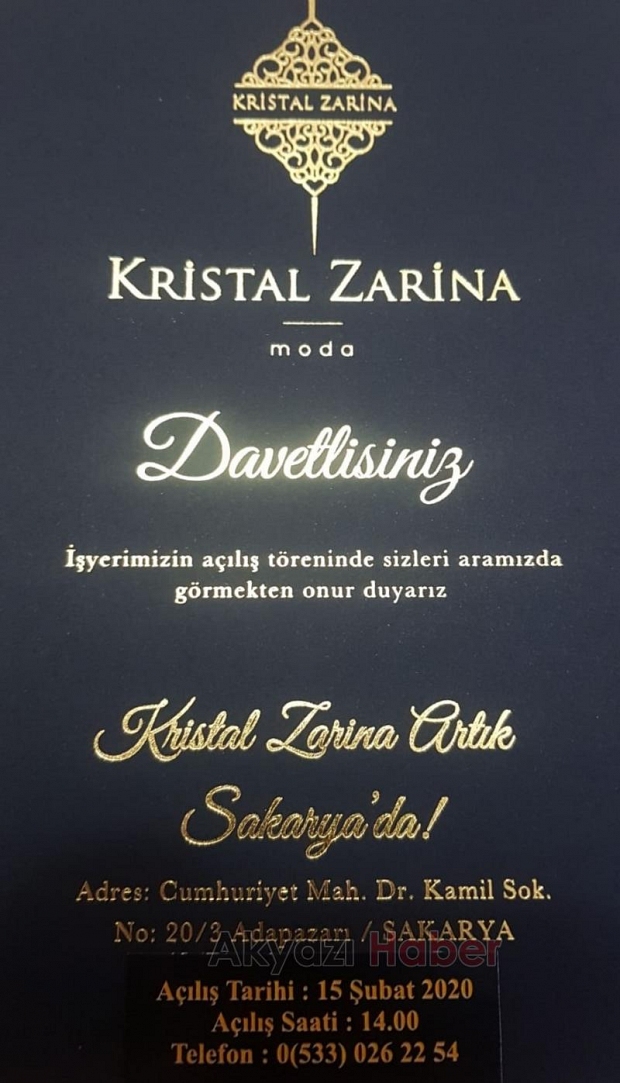 KRİSTAL ZARİNA
KRİSTAL ZARİNA
moda
Davetlisiniz
İşyerimizin açılış töreninde sizleri aramızda
görmekten onur duyarız
Kristal Zarina Artık
Sakarya'da!
Adres: Cumhuriyet Mah. Dr. Kamil Sok.
No: 20/3 Adapazarı / SAKARYA
Akyazı Haber
Açılış Tarihi : 15 Şubat 2020
Açılış Saati : 14.00
Telefon : 0(533) 026 22 54